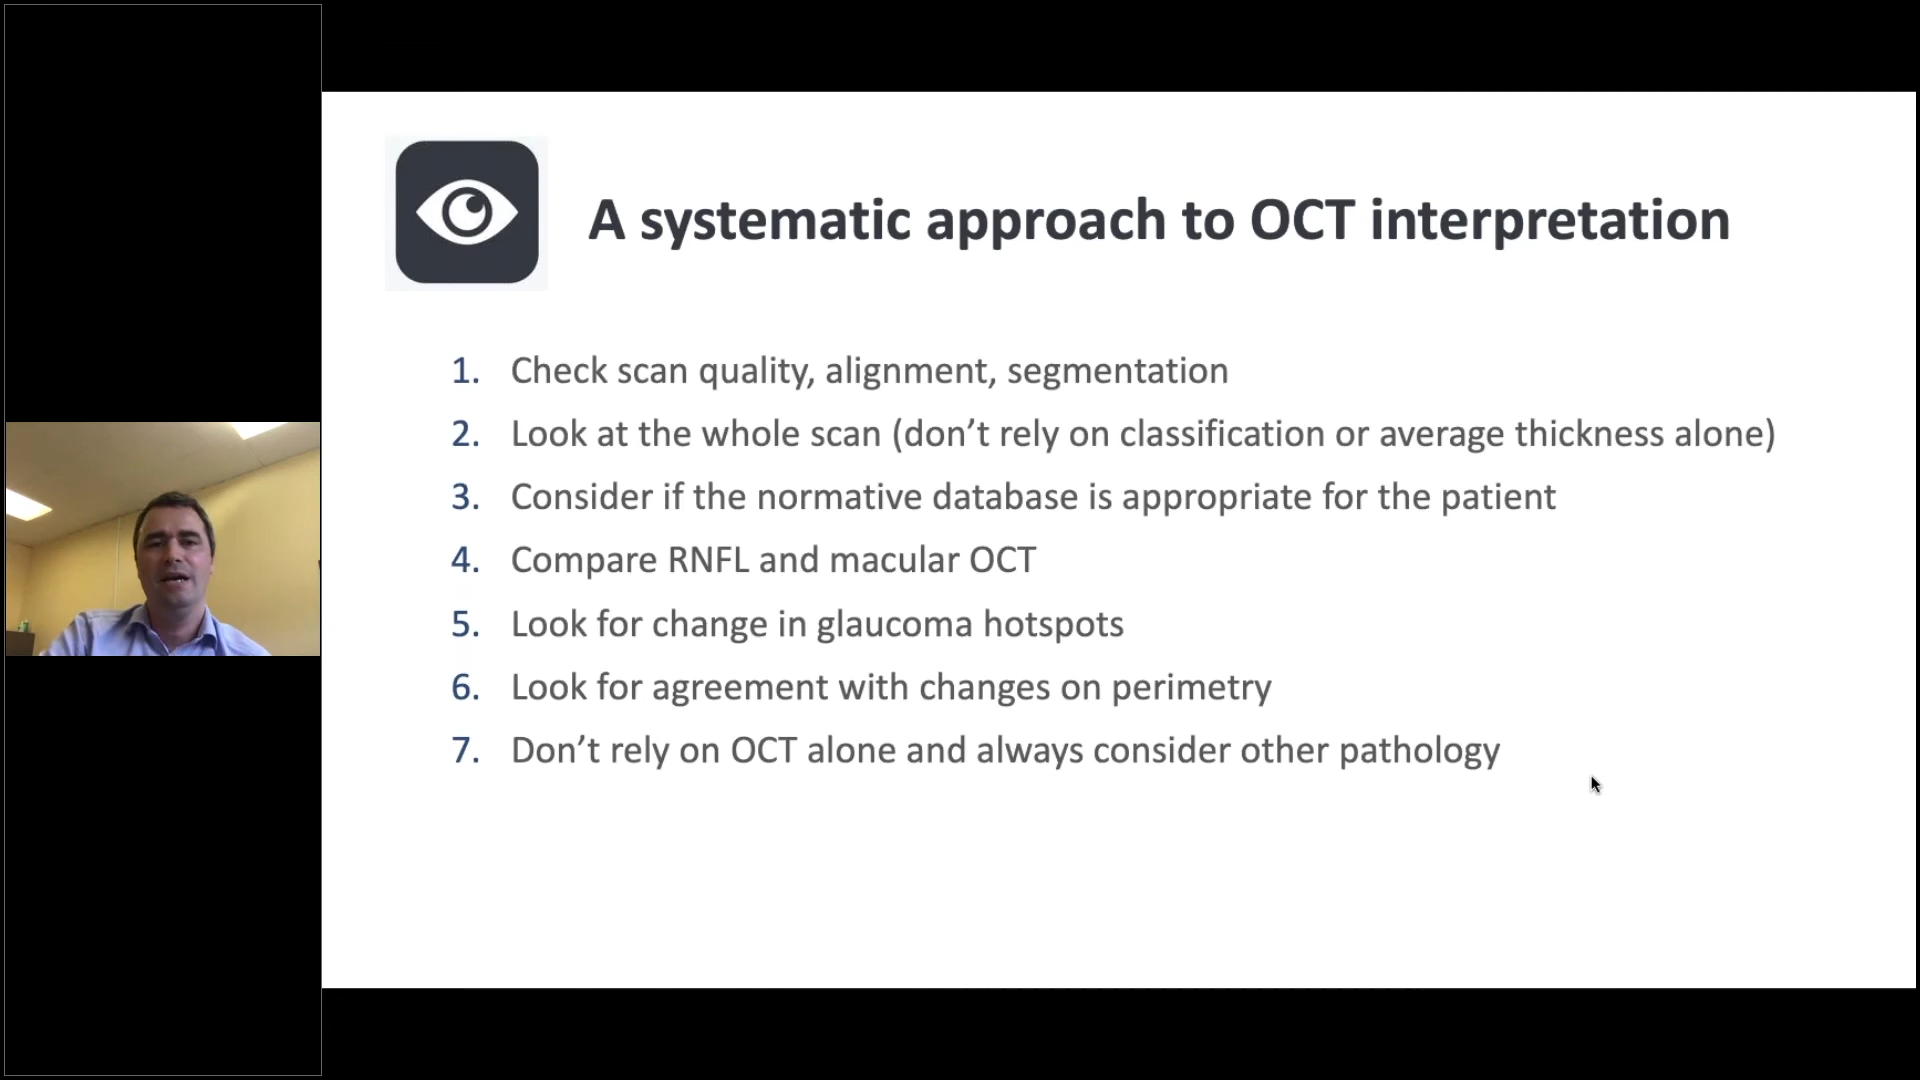 A systematic approach to OCT interpretation
1. Check scan quality, alignment, segmentation
2. Look at the whole scan (don’t rely on classification or average thickness alone)
3. Consider if the normative database is appropriate for the patient
4. Compare RNFL and macular OCT
5. Look for change in glaucoma hotspots
6. Look for agreement with changes on perimetry
7. Don’t rely on OCT alone and always consider other pathology